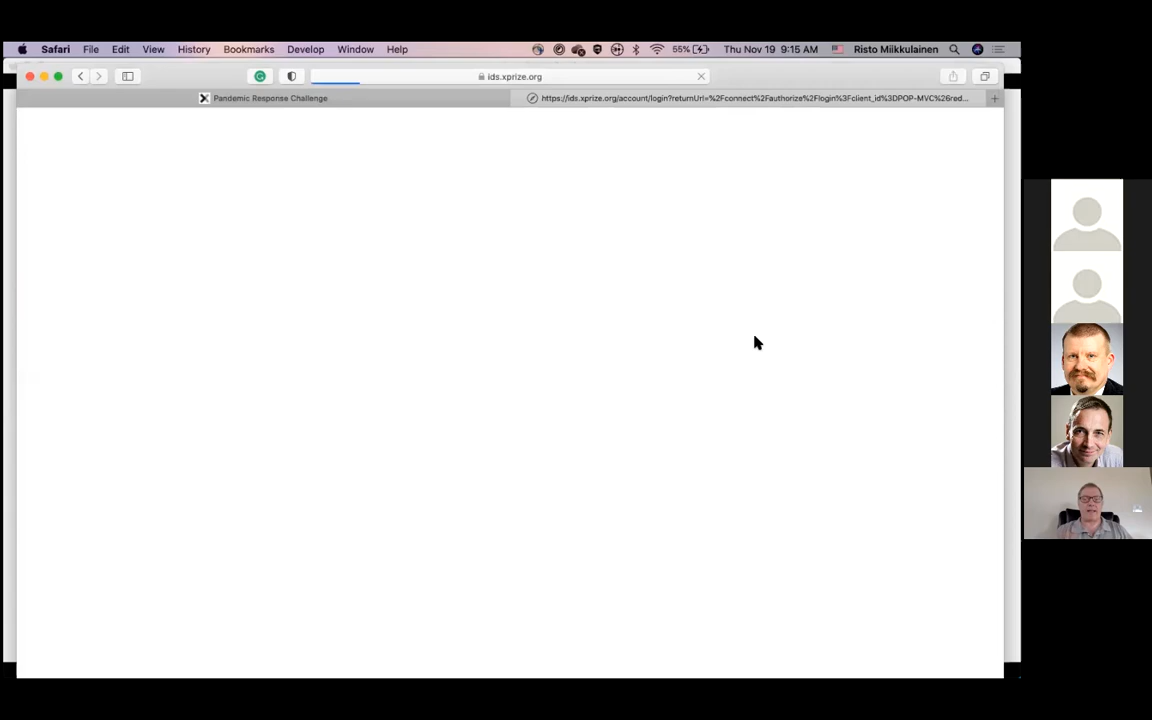 Safari File Edit View History Bookmarks Develop Window Help 55% Thu Nov 19 9:15 AM Risto Miikkulainen
ids.xprize.org
Pandemic Response Challenge https://ids.xprize.org/account/login?returnUrl=%2Fconnect%2Fauthorize%2Flogin%3Fclient_id%3DPOP-MVC%26red...